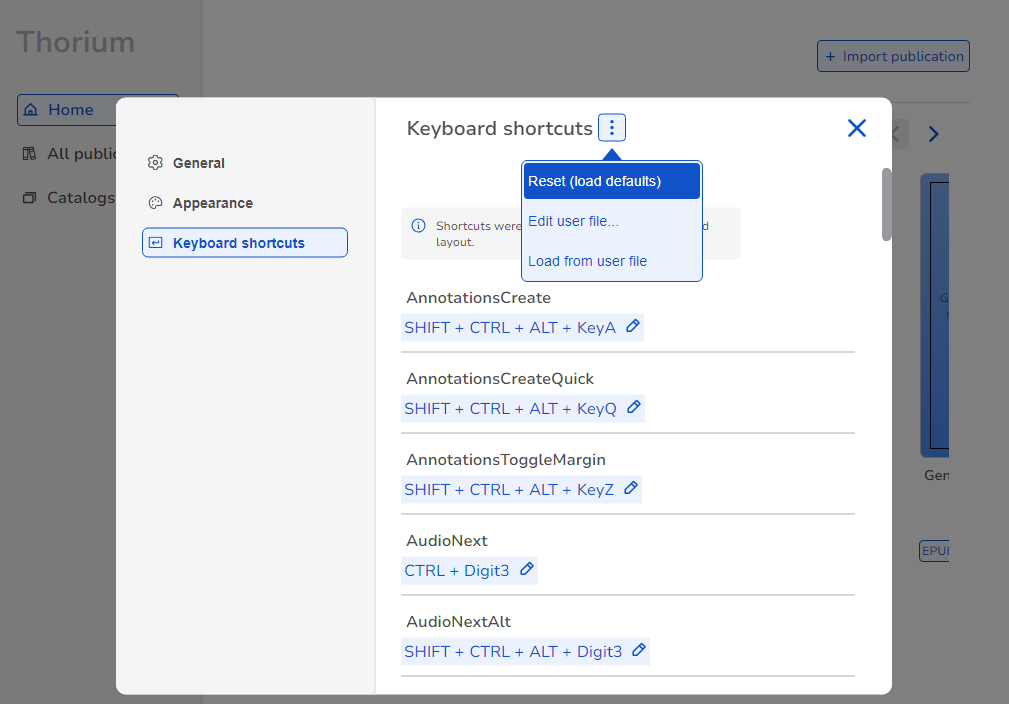 Thorium
+ Import publication
Home
All public
Catalogs
General
Appearance
Keyboard shortcuts
Keyboard shortcuts
Reset (load defaults)
Edit user file...
Load from user file
Shortcuts were
layout.
AnnotationsCreate
SHIFT + CTRL + ALT + KeyA
AnnotationsCreateQuick
SHIFT + CTRL + ALT + KeyQ
AnnotationsToggleMargin
SHIFT + CTRL + ALT + KeyZ
AudioNext
CTRL + Digit3
AudioNextAlt
SHIFT + CTRL + ALT + Digit3
Gen
EPU